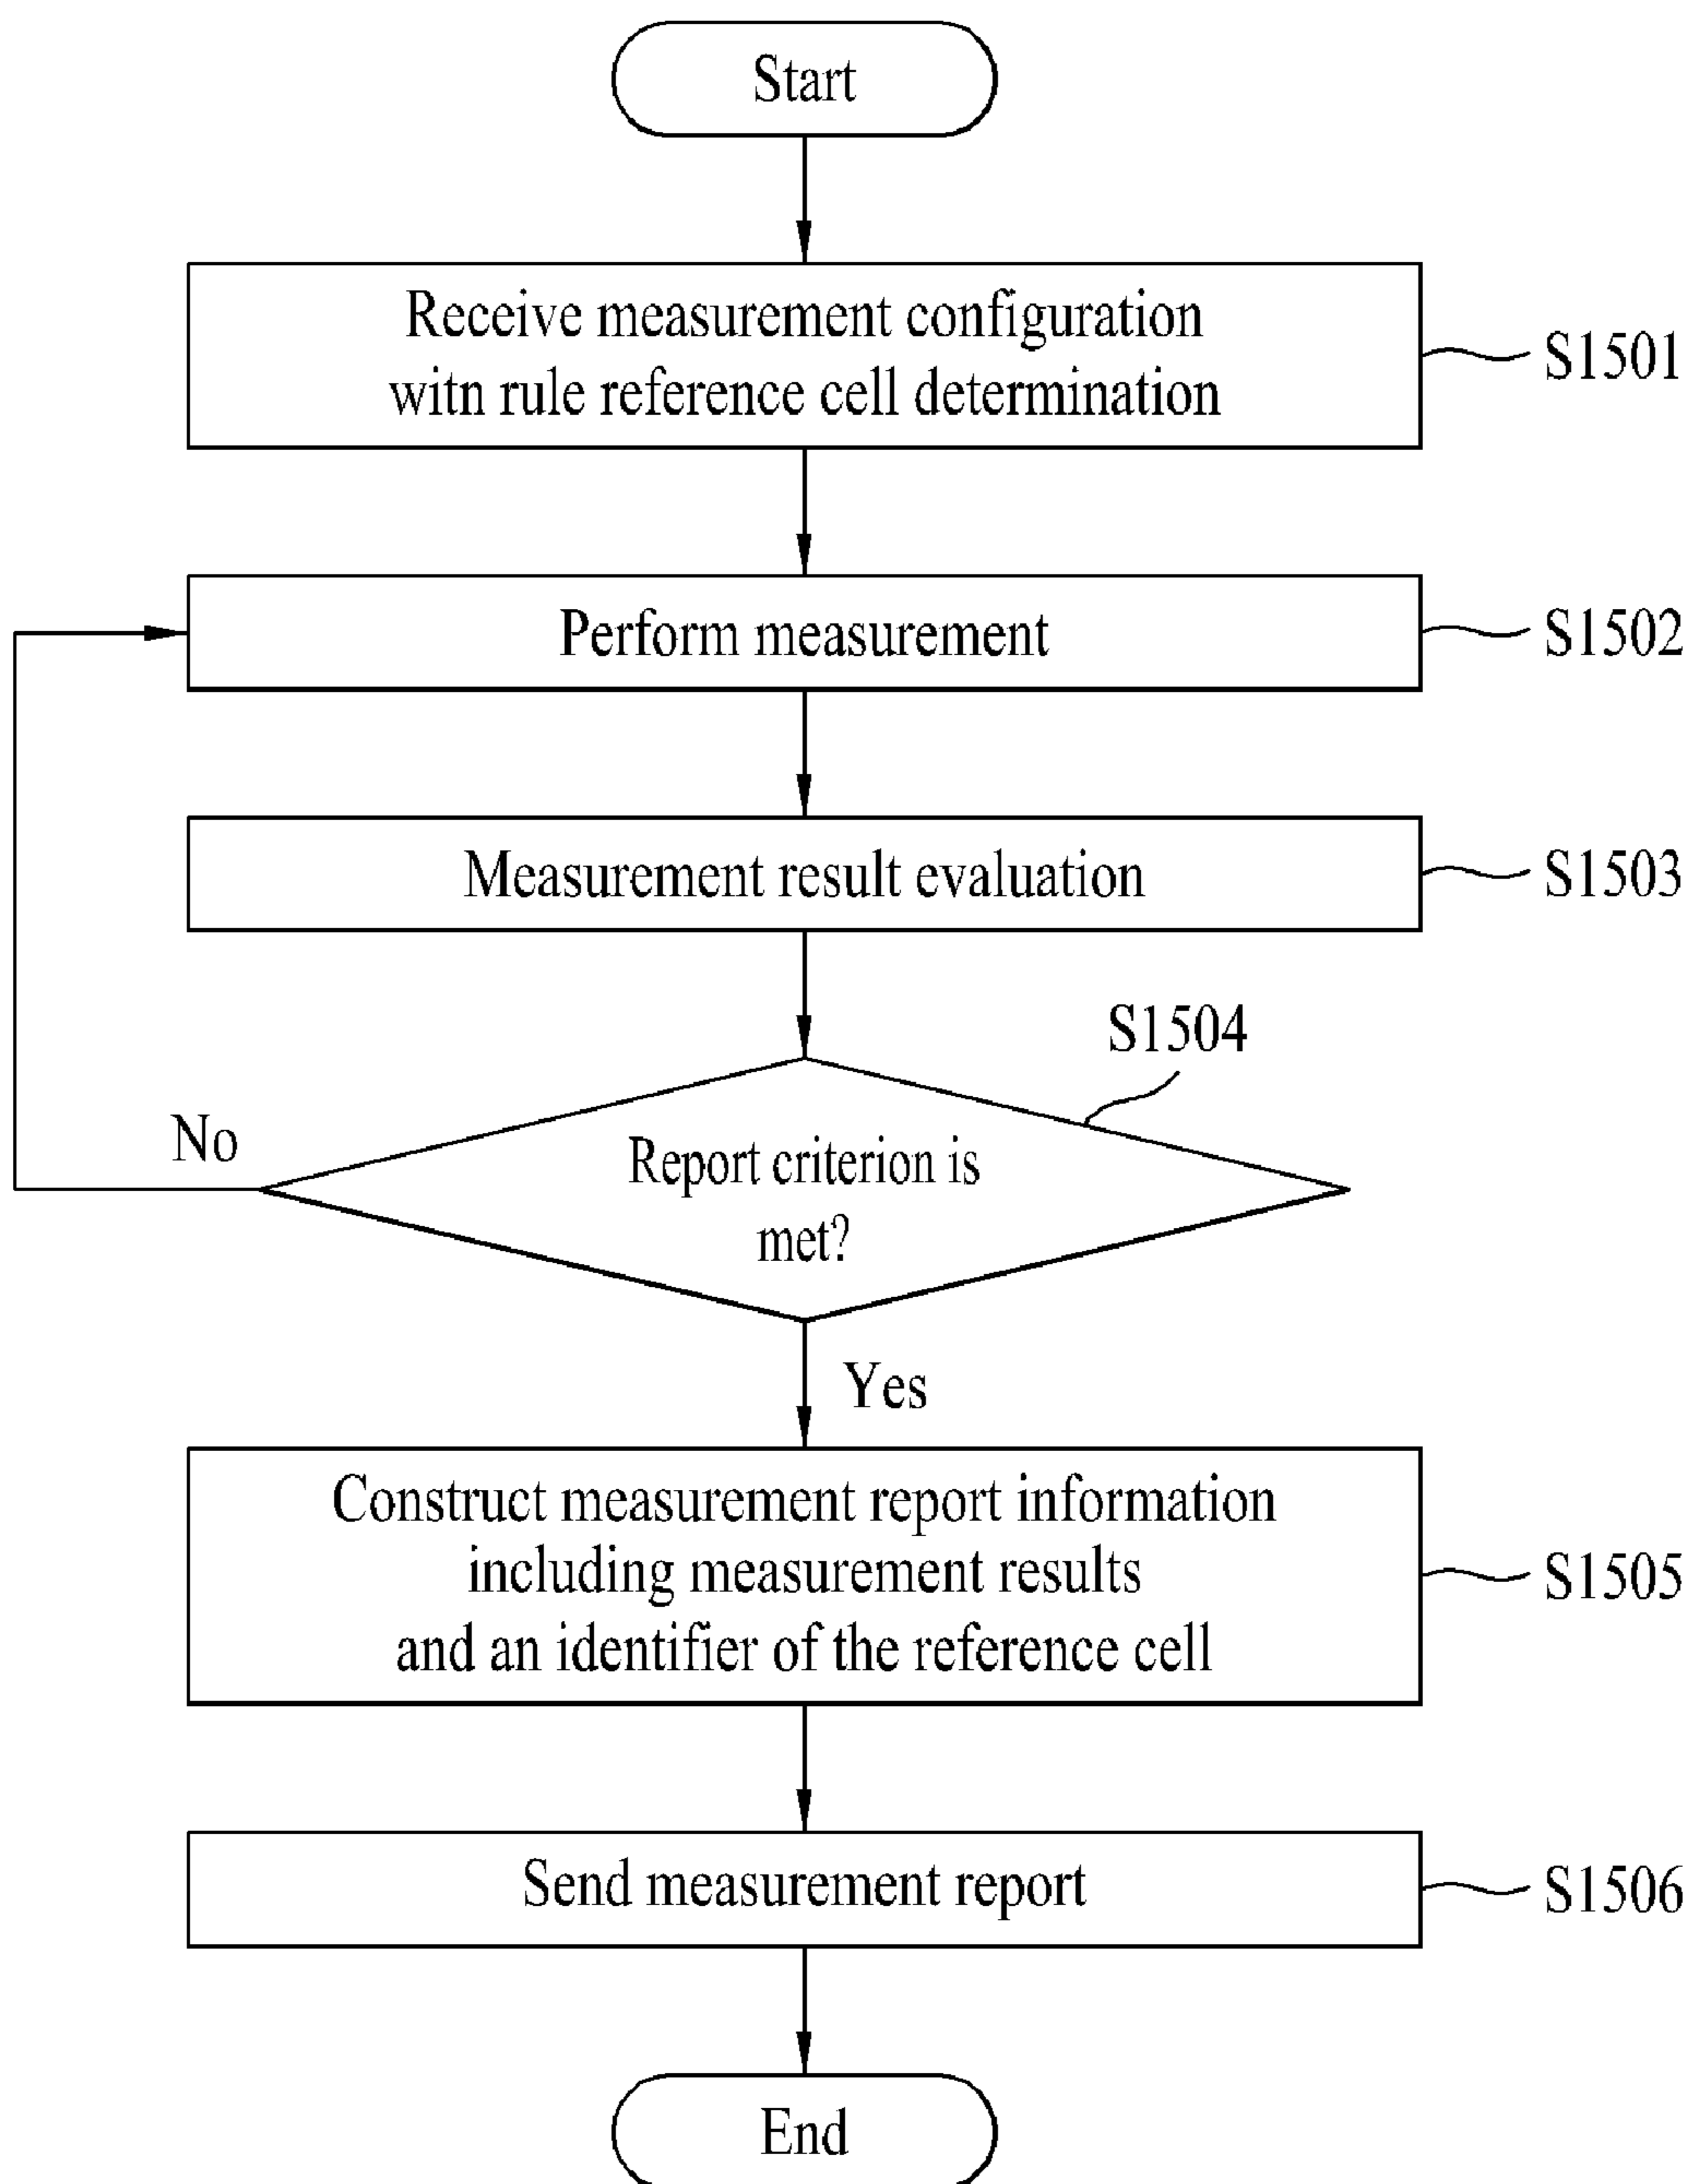 Start
Receive measurement configuration
witn rule reference cell determination
S1501
Perform measurement
S1502
Measurement result evaluation
S1503
S1504
No
Report criterion is
met?
Yes
Construct measurement report information
including measurement results
and an identifier of the reference cell
S1505
Send measurement report
S1506
End